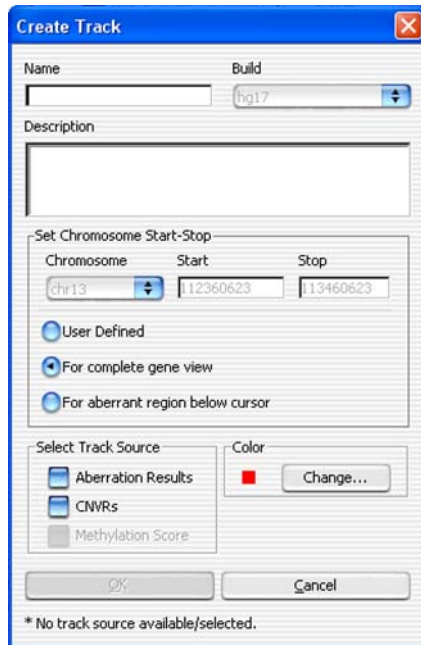 Create Track
Name Build
hg17
Description
Set Chromosome Start-Stop
Chromosome Start Stop
chr13 112360623 113460623
User Defined
For complete gene view
For aberrant region below cursor
Select Track Source Color
Aberration Results Change...
CNVRs
Methylation Score
OK Cancel
* No track source available/selected.